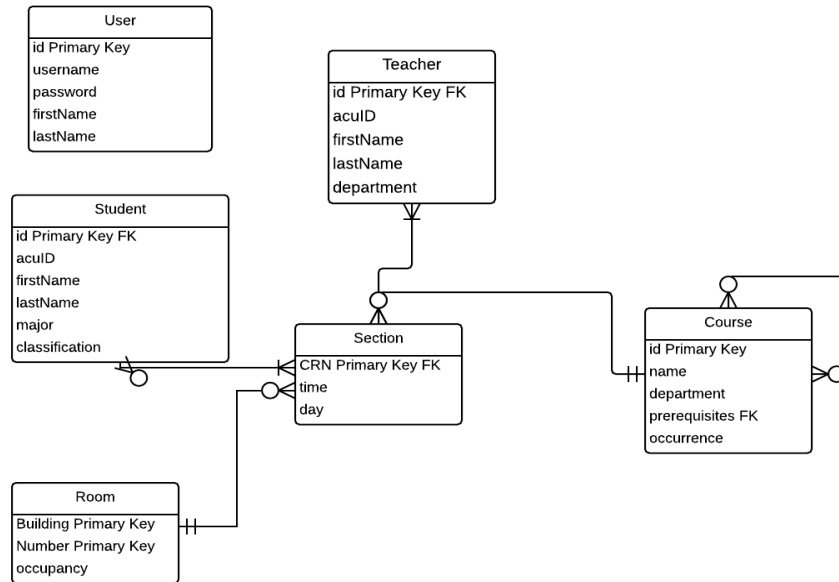 User
id Primary Key
username
password
firstName
lastName
Teacher
id Primary Key FK
acuID
firstName
lastName
department
Student
id Primary Key FK
acuID
firstName
lastName
major
classification
Section
CRN Primary Key FK
time
day
Course
id Primary Key
name
department
prerequisites FK
occurrence
Room
Building Primary Key
Number Primary Key
occupancy